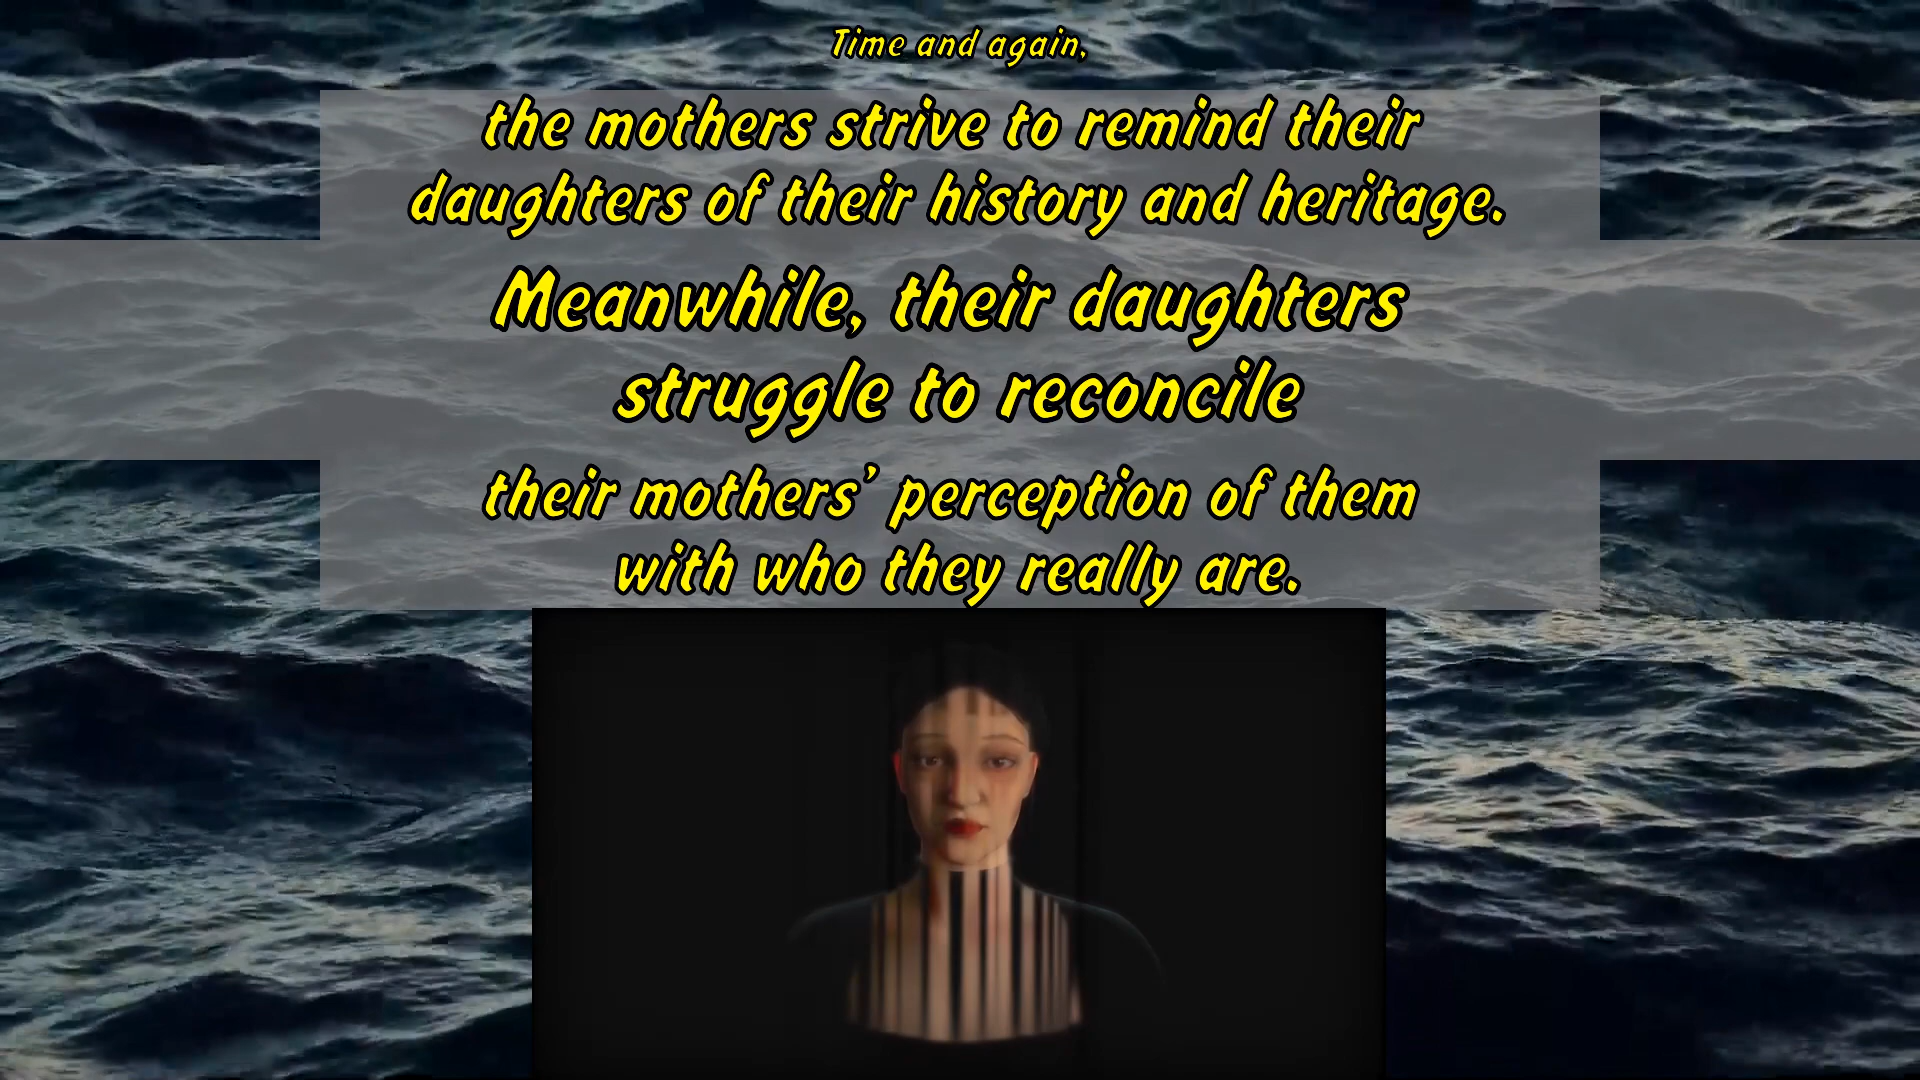 Time and again,
the mothers strive to remind their
daughters of their history and heritage.
Meanwhile, their daughters
struggle to reconcile
their mothers’ perception of them
with who they really are.